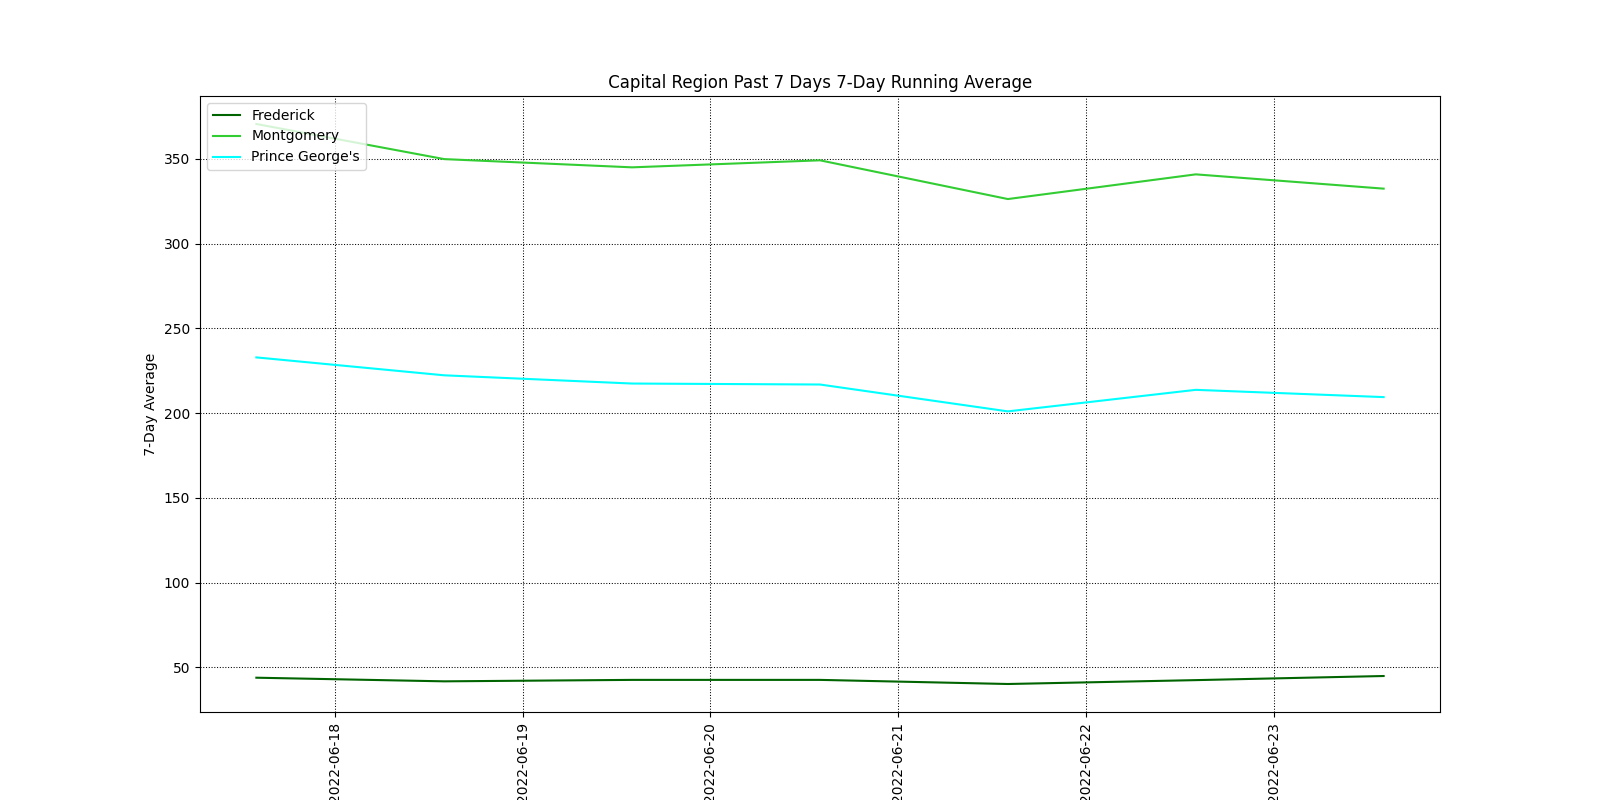 Capital Region Past 7 Days 7-Day Running Average
Frederick
Montgomery
Prince George's
350
300
250
200
150
100
50
7-Day Average
2022-06-18
2022-06-19
2022-06-20
2022-06-21
2022-06-22
2022-06-23